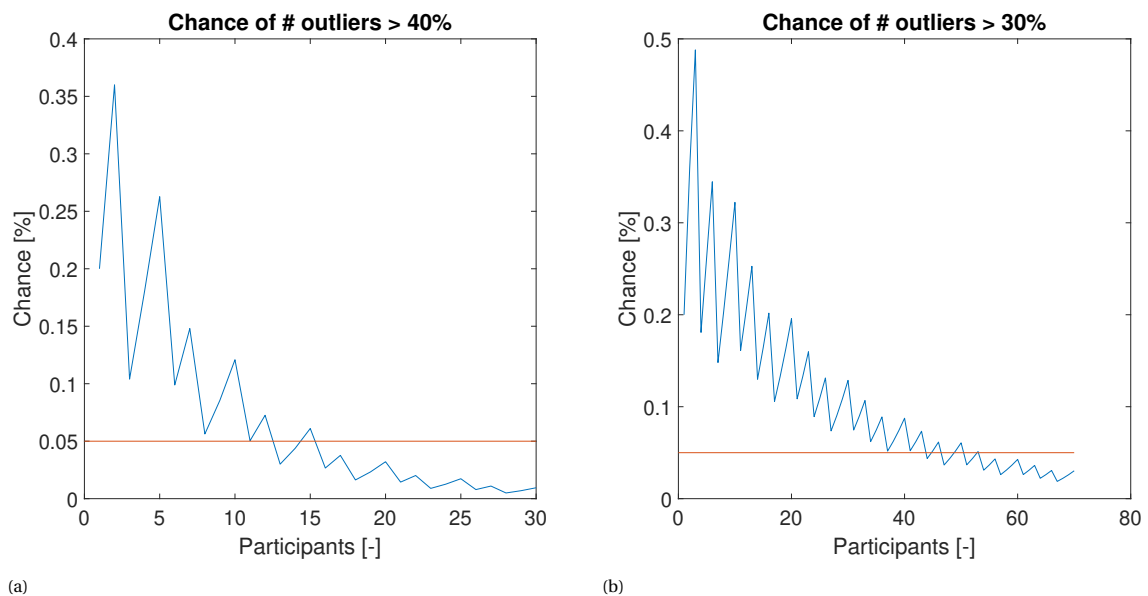 Chance of # outliers > 40%
0.4
0.35
0.3
0.25
0.2
0.15
0.1
0.05
0
Chance [%]
0 5 10 15 20 25 30
Participants [-]
(a)
Chance of # outliers > 30%
0.5
0.4
0.3
0.2
0.1
0
Chance [%]
0 20 40 60 80
Participants [-]
(b)